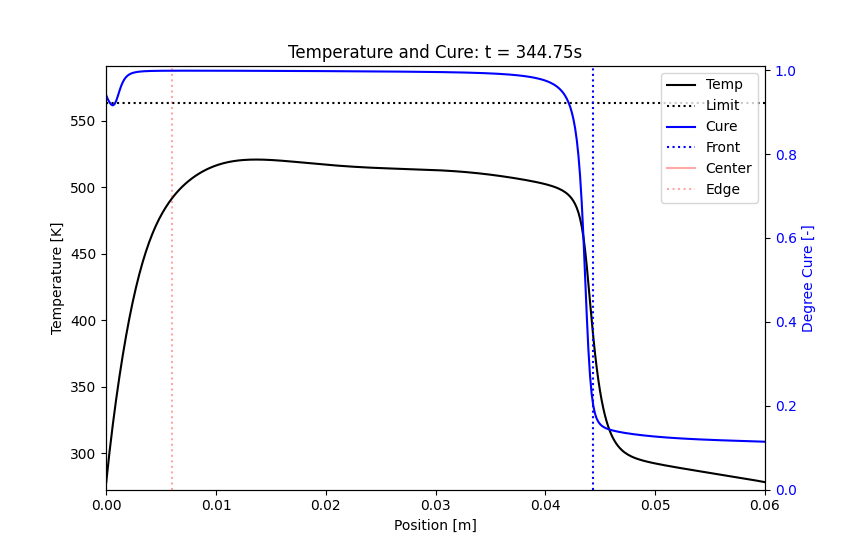 Temperature and Cure: t = 344.75s
Temp
Limit
Cure
Front
Center
Edge
Temperature [K]
550
500
450
400
350
300
Degree Cure [-]
1.0
0.8
0.6
0.4
0.2
0.0
0.00 0.01 0.02 0.03 0.04 0.05 0.06
Position [m]